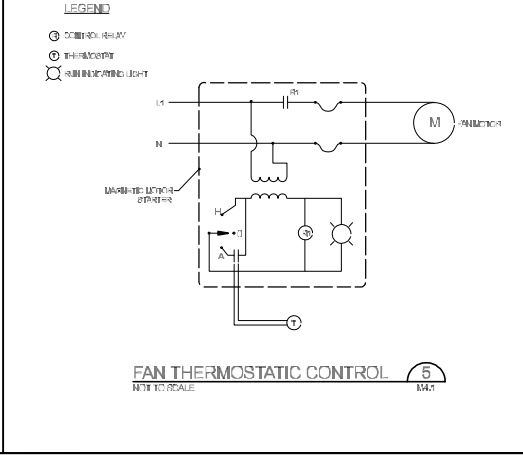 LEGEND
R CONTROL RELAY
T THERMOSTAT
RUN INDICATING LIGHT
R1
L1
M
FAN MOTOR
N
MAGNETIC MOTOR
STARTER
H
O
R1
A
T
FAN THERMOSTATIC CONTROL
5
NOT TO SCALE
M4.1